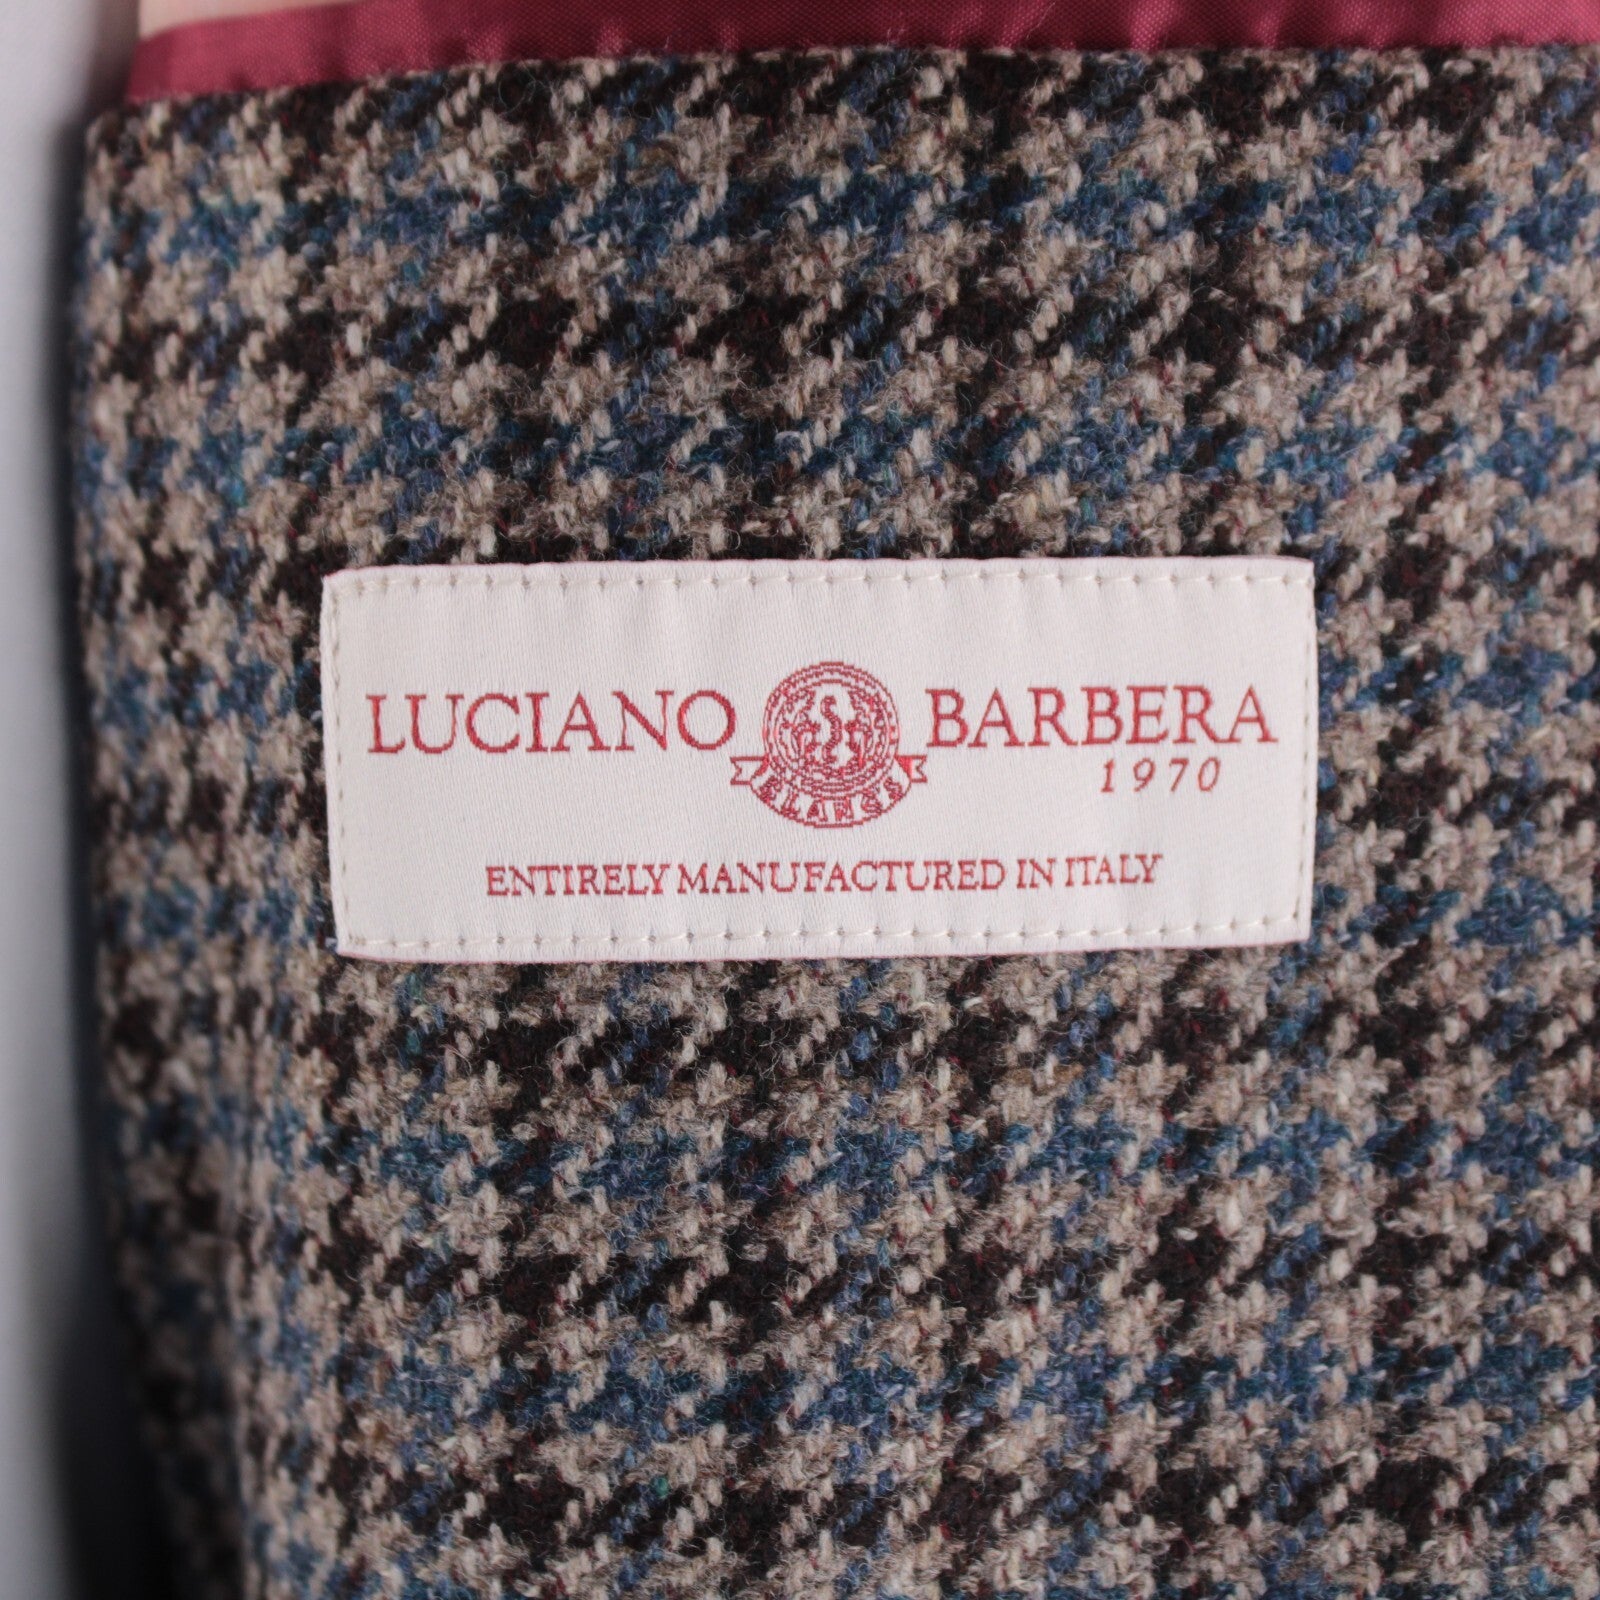 LUCIANO BARBERA
1970
ENTIRELY MANUFACTURED IN ITALY